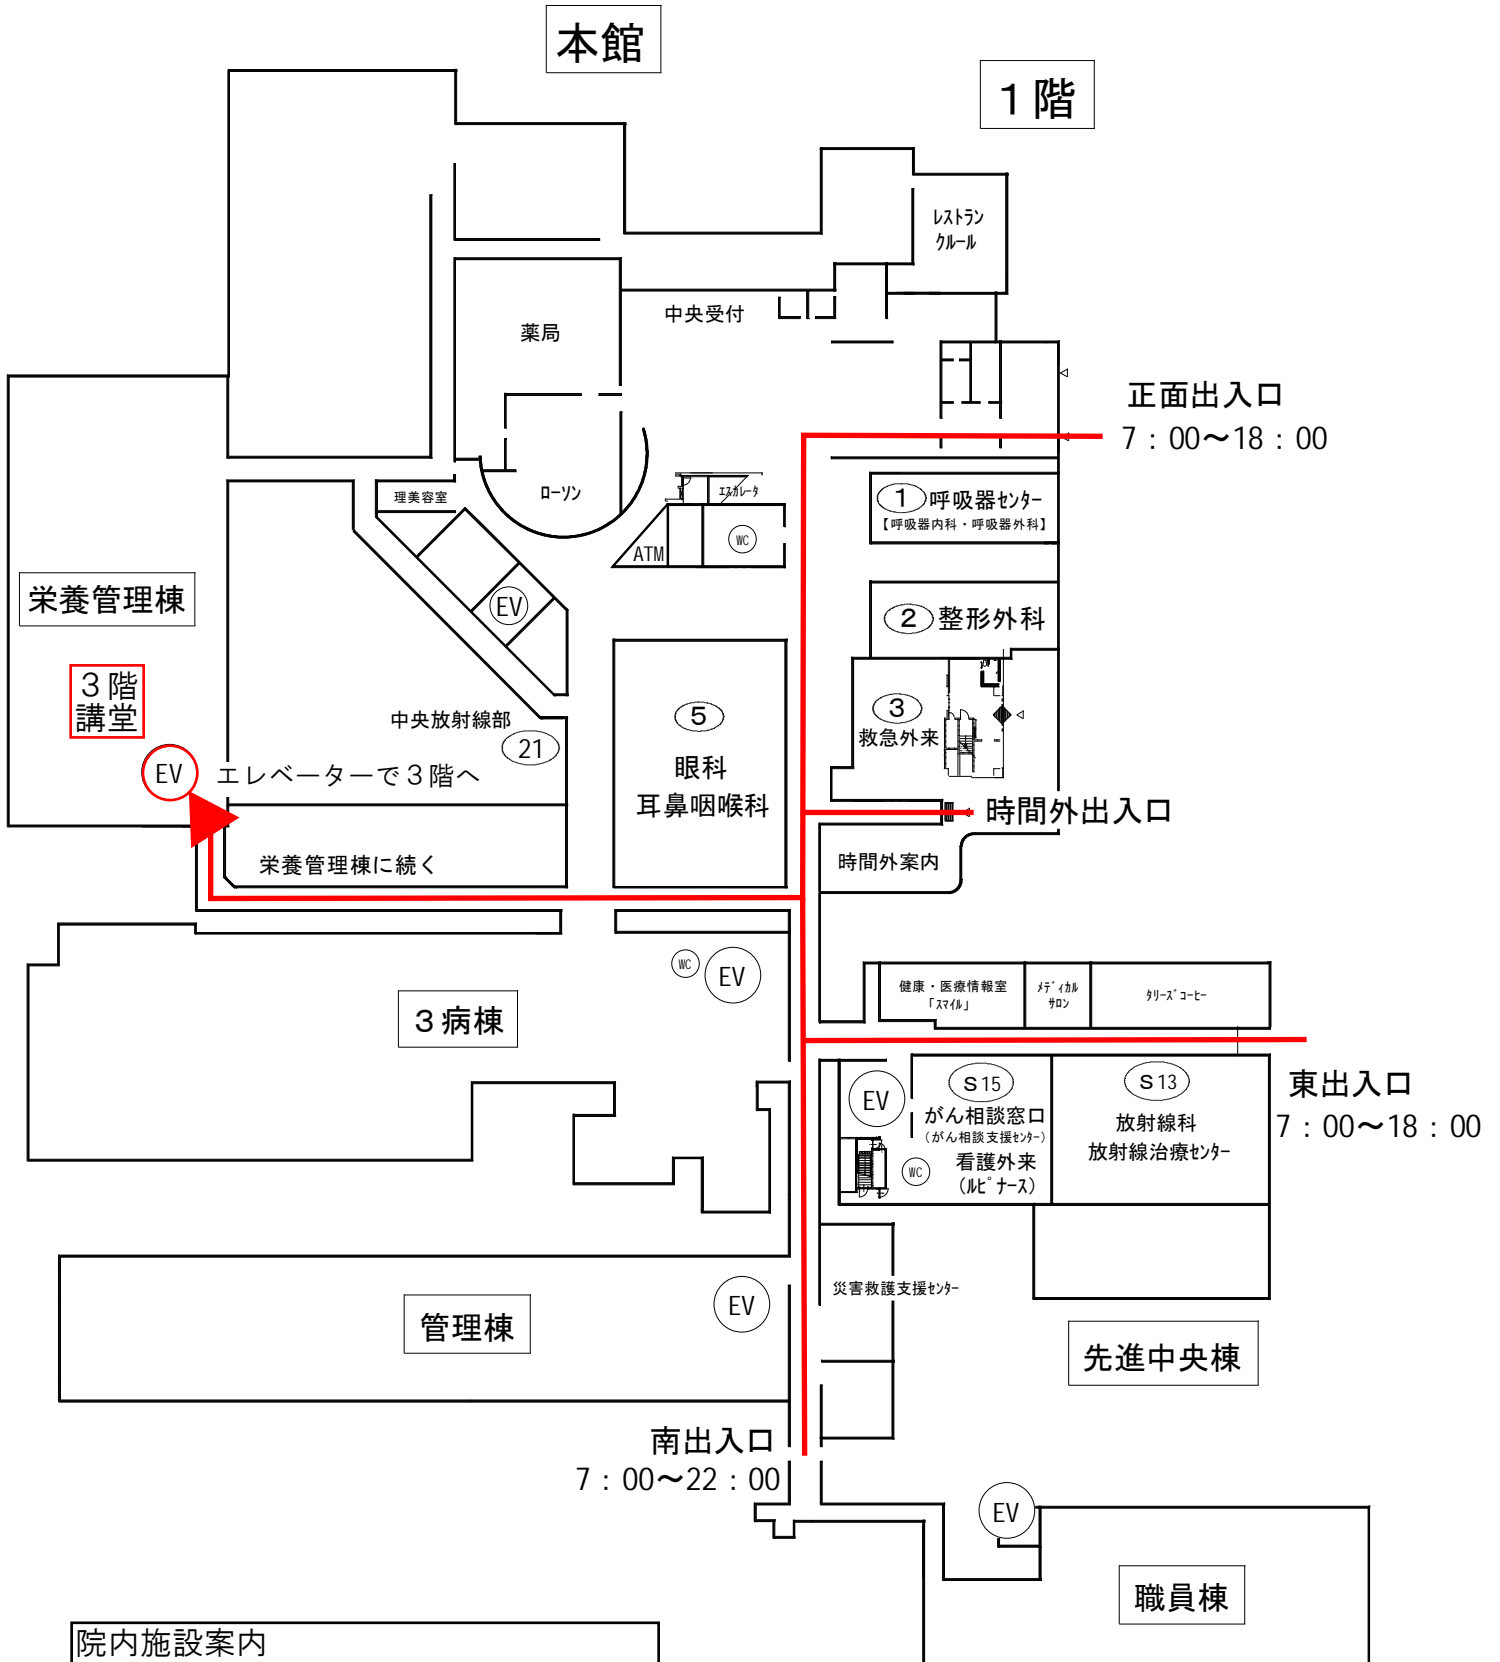 本館
1階
レストラン
クルール
中央受付
薬局
正面出入口
7:00～18:00
理美容室
ローソン
エスカレータ
ATM
WC
1 呼吸器センター
【呼吸器内科・呼吸器外科】
EV
2 整形外科
栄養管理棟
3階
講堂
中央放射線部
21
5
眼科
耳鼻咽喉科
3
救急外来
EV
エレベーターで3階へ
時間外出入口
時間外案内
栄養管理棟に続く
WC
EV
健康・医療情報室
「スマイル」
メディカル
サロン
タリーズコーヒー
3病棟
EV
S15
がん相談窓口
(がん相談支援センター)
看護外来
(ルピナース)
WC
S13
放射線科
放射線治療センター
東出入口
7:00～18:00
災害救護支援センター
EV
管理棟
先進中央棟
南出入口
7:00～22:00
EV
職員棟
院内施設案内